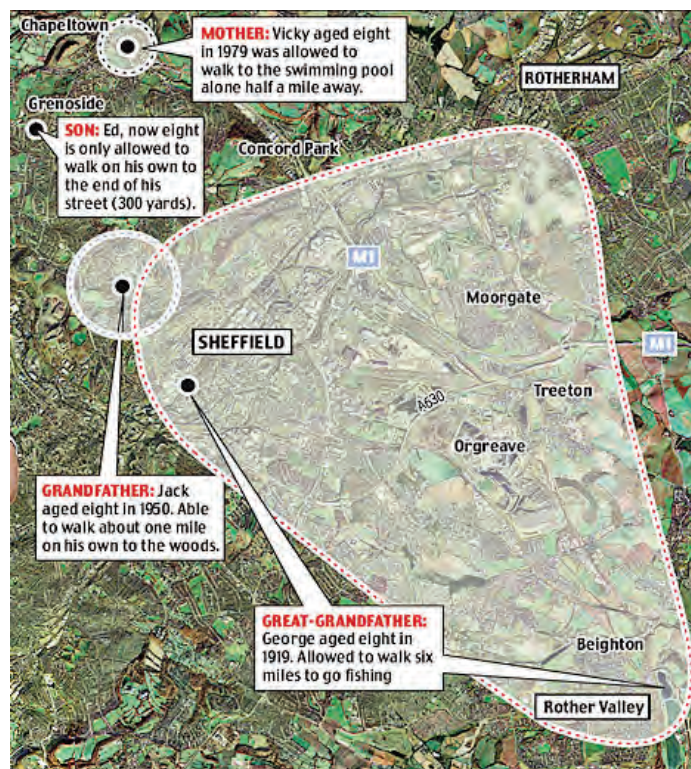 Chapeltown
MOTHER: Vicky aged eight
in 1979 was allowed to
walk to the swimming pool
alone half a mile away.
ROTHERHAM
Grenoside
SON: Ed, now eight
is only allowed to
walk on his own to
the end of his
street (300 yards).
Concord Park
M1
Moorgate
SHEFFIELD
M1
Treeton
A630
Orgreave
GRANDFATHER: Jack
aged eight in 1950. Able
to walk about one mile
on his own to the woods.
GREAT-GRANDFATHER:
George aged eight in
1919. Allowed to walk six
miles to go fishing
Beighton
Rother Valley